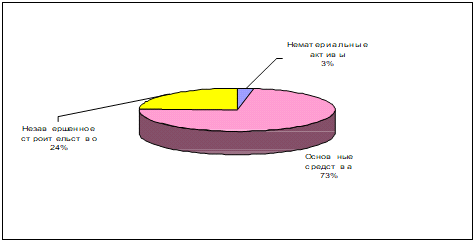 Нематериальные
активы
3%
Незавершенное
строительство
24%
Основные
средства
73%